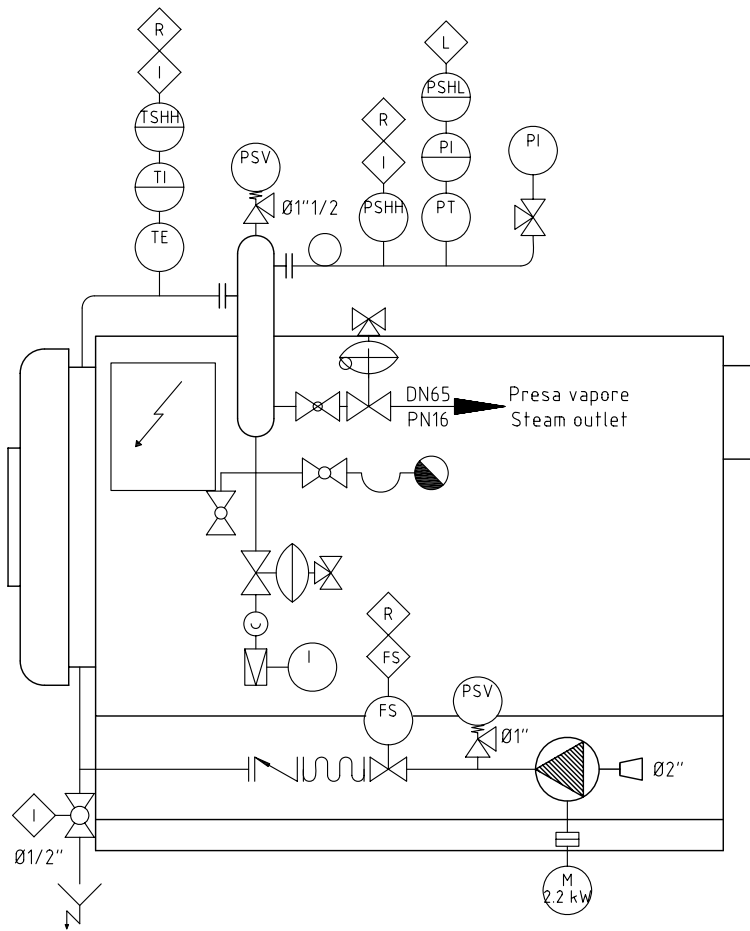 R
L
I
PSHL
TSHH
R
PSV
PI
TI
I
PI
Ø1"1/2
PSHH
PT
TE
DN65
PN16
Presa vapore
Steam outlet
R
FS
I
PSV
FS
Ø1"
Ø2"
I
Ø1/2"
M
2.2 kW